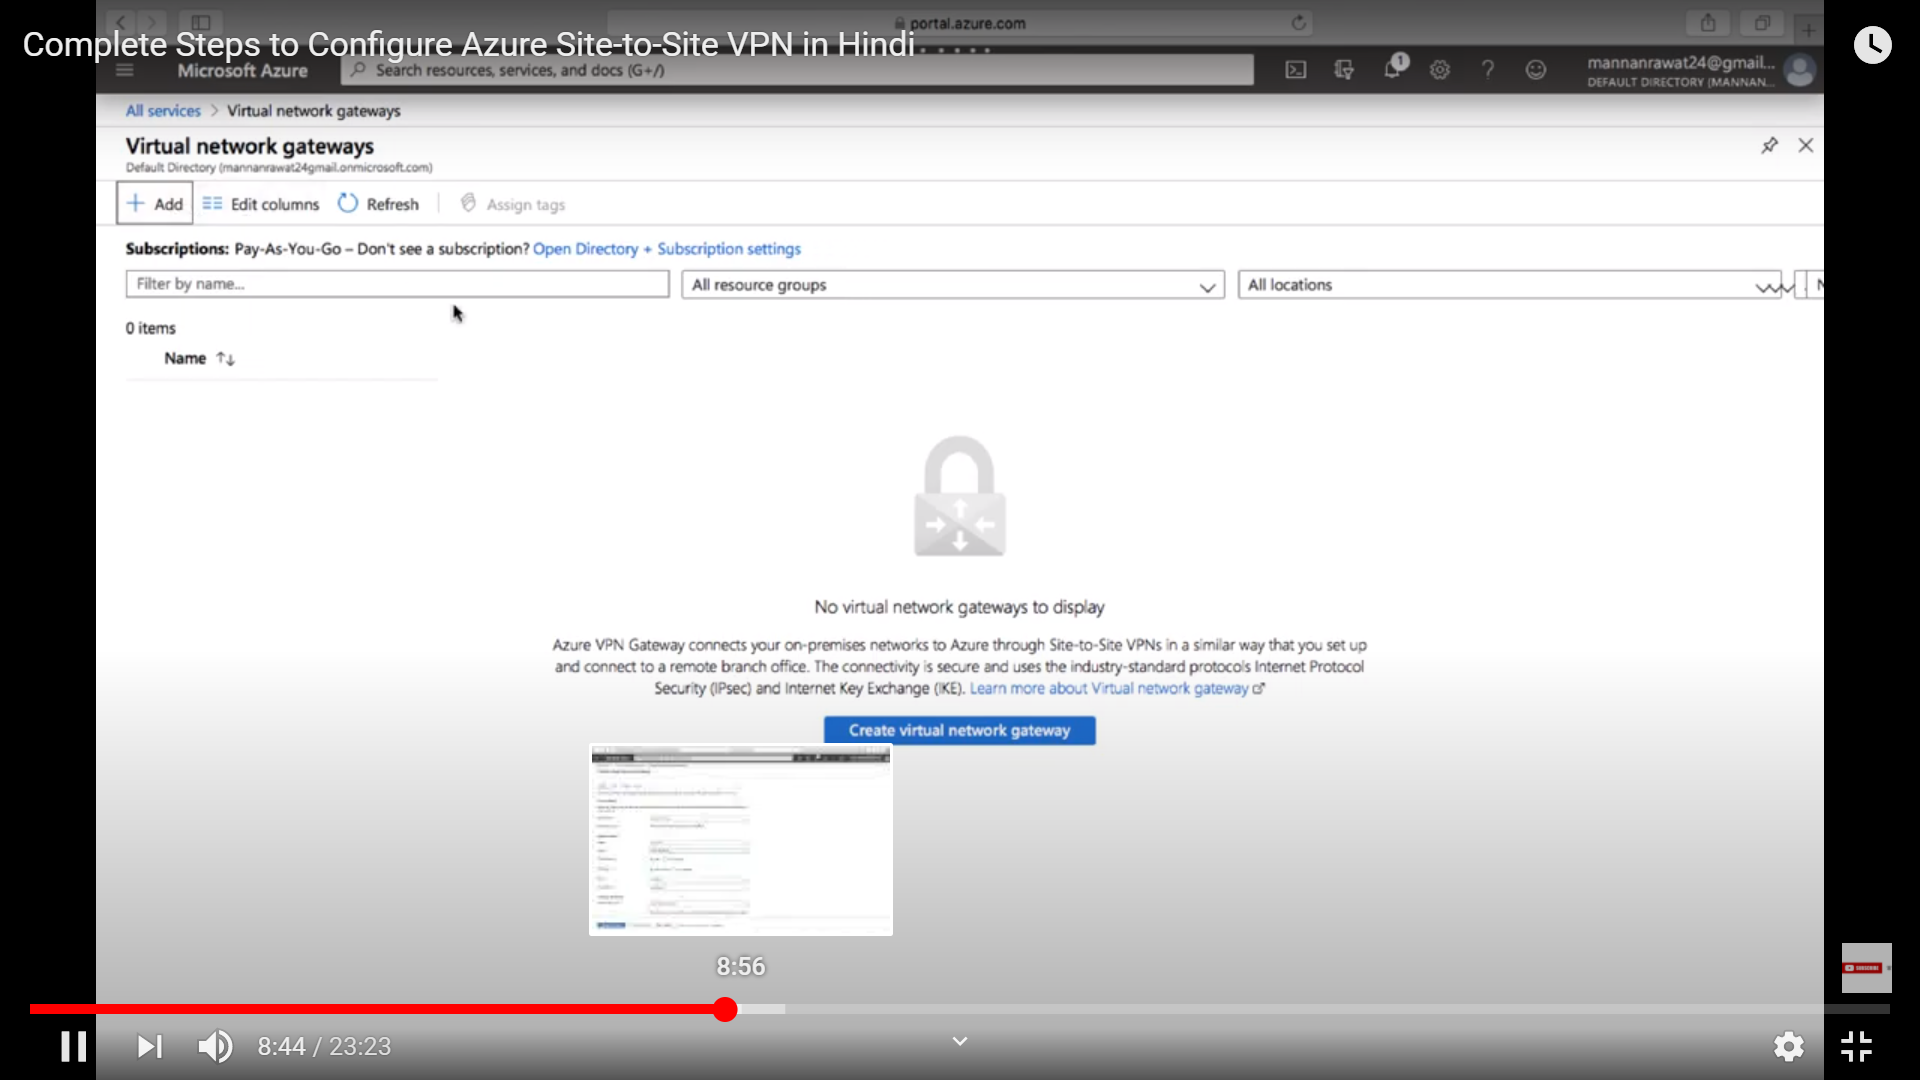 portal.azure.com
Complete Steps to Configure Azure Site-to-Site VPN in Hindi
Microsoft Azure
Search resources, services, and docs (G+/)
1
mannanrawat24@gmail...
DEFAULT DIRECTORY (MANNAN...
All services > Virtual network gateways
Virtual network gateways
Default Directory (mannanrawat24gmail.onmicrosoft.com)
+ Add Edit columns Refresh Assign tags
Subscriptions: Pay-As-You-Go – Don't see a subscription? Open Directory + Subscription settings
Filter by name... All resource groups All locations
0 items
Name ↑↓
No virtual network gateways to display
Azure VPN Gateway connects your on-premises networks to Azure through Site-to-Site VPNs in a similar way that you set up
and connect to a remote branch office. The connectivity is secure and uses the industry-standard protocols Internet Protocol
Security (IPsec) and Internet Key Exchange (IKE). Learn more about Virtual network gateway
Create virtual network gateway
8:56
SUBSCRIBE
8:44 / 23:23